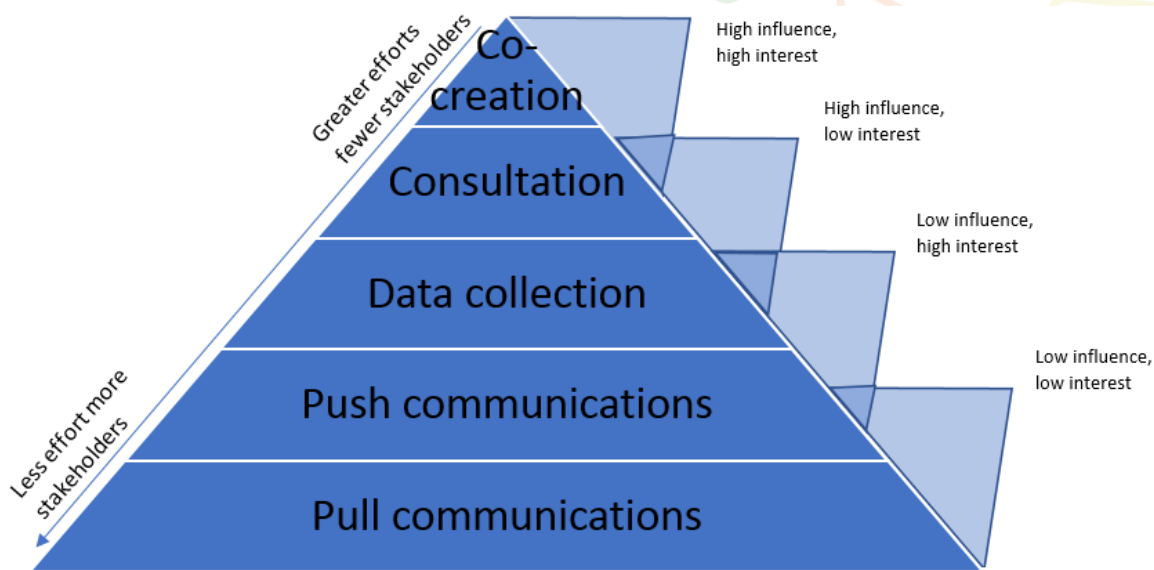 Greater efforts
fewer stakeholders
Co-
creation
High influence,
high interest
High influence,
low interest
Consultation
Low influence,
high interest
Data collection
Low influence,
low interest
Less effort more
stakeholders
Push communications
Pull communications